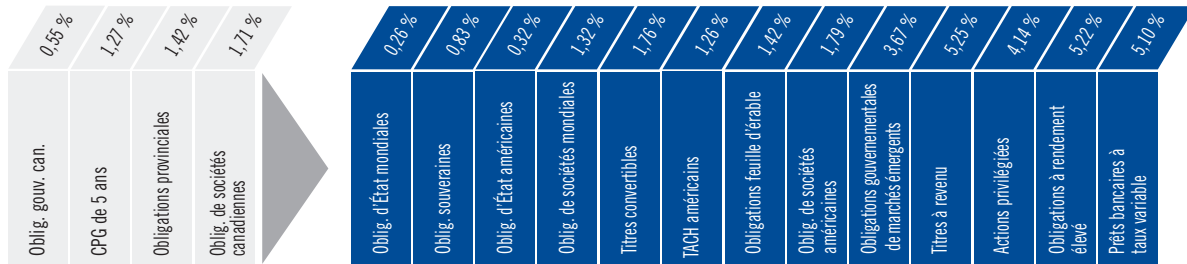 0,55 %
1,27 %
1,42 %
1,71 %
Oblig. gouv. can.
CPG de 5 ans
Obligations provinciales
Oblig. de sociétés
canadiennes
0,26 %
0,83 %
0,32 %
1,32 %
1,76 %
1,26 %
1,42 %
1,79 %
3,67 %
5,25 %
4,14 %
5,22 %
5,10 %
Oblig. d'État mondiales
Oblig. souveraines
Oblig. d'État américaines
Oblig. de sociétés mondiales
Titres convertibles
TACH américains
Obligations feuille d'érable
Oblig. de sociétés
américaines
Obligations gouvernementales
de marchés émergents
Titres à revenu
Actions privilégiées
Obligations à rendement
élevé
Prêts bancaires à
taux variable